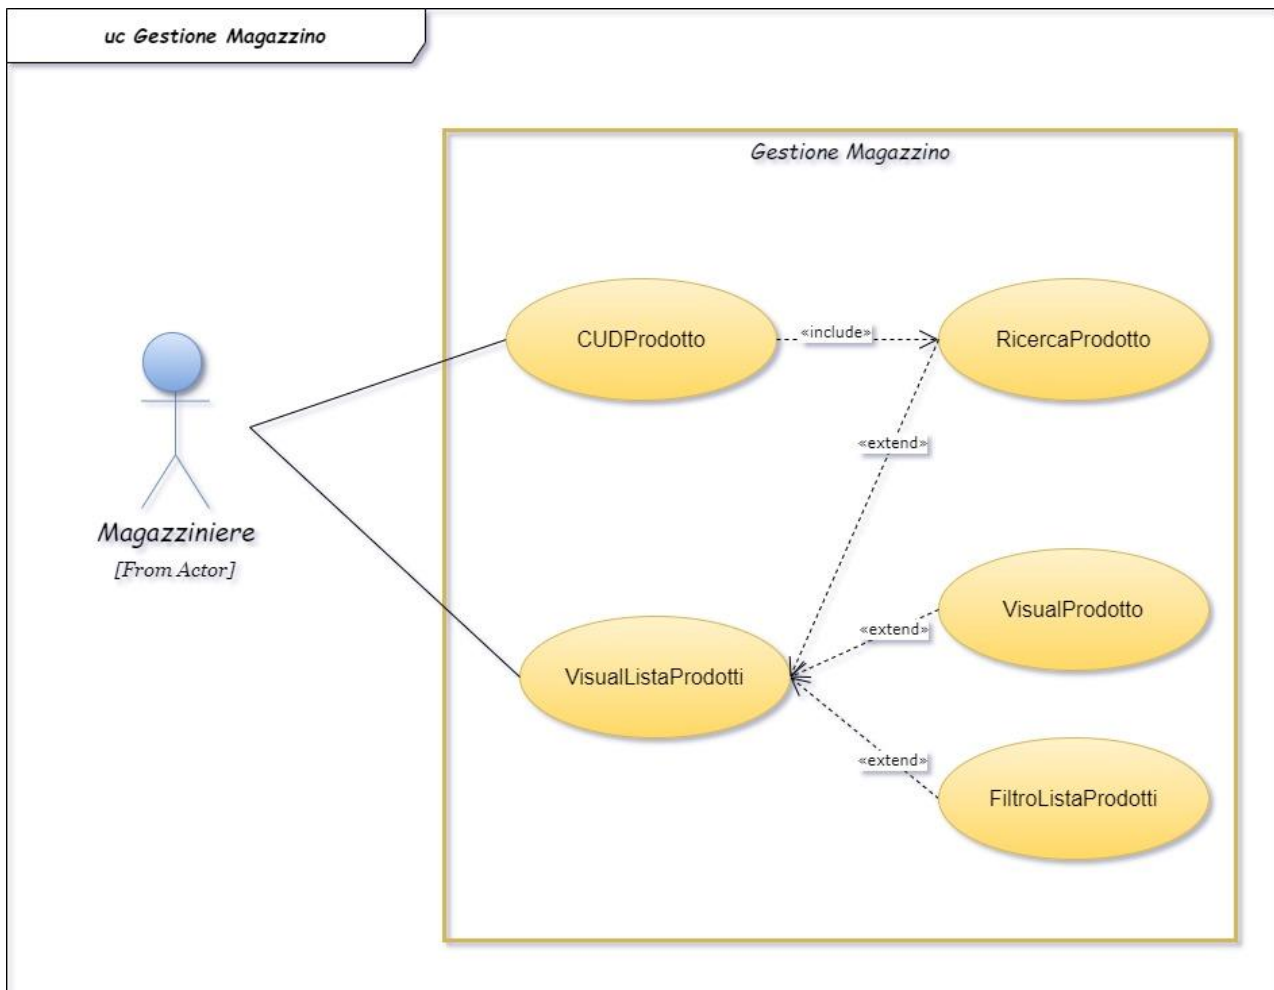 uc Gestione Magazzino
Gestione Magazzino
CUDProdotto
«include»
RicercaProdotto
«extend»
Magazziniere
[From Actor]
VisualProdotto
«extend»
VisualListaProdotti
«extend»
FiltroListaProdotti